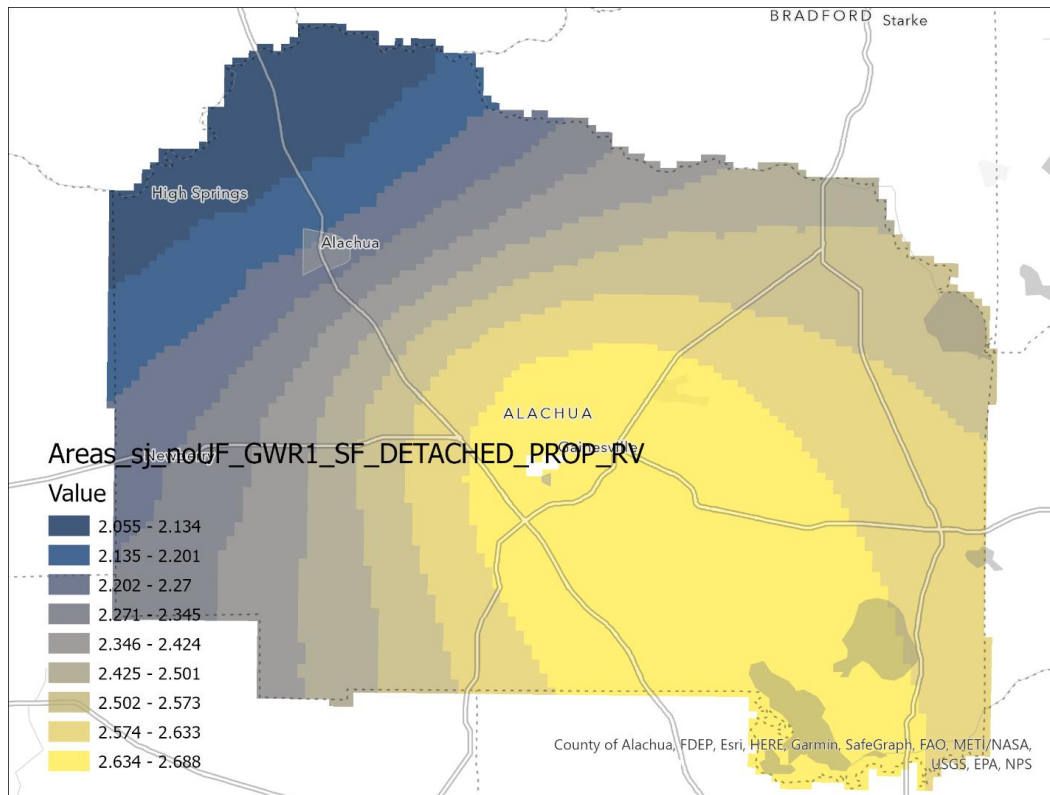 BRADFORD
Starke
High Springs
Alachua
ALACHUA
Gainesville
Newberry
Areas_sj_noUF_GWR1_SF_DETACHED_PROP_RV
Value
2.055 - 2.134
2.135 - 2.201
2.202 - 2.27
2.271 - 2.345
2.346 - 2.424
2.425 - 2.501
2.502 - 2.573
2.574 - 2.633
2.634 - 2.688
County of Alachua, FDEP, Esri, HERE, Garmin, SafeGraph, FAO, METI/NASA,
USGS, EPA, NPS